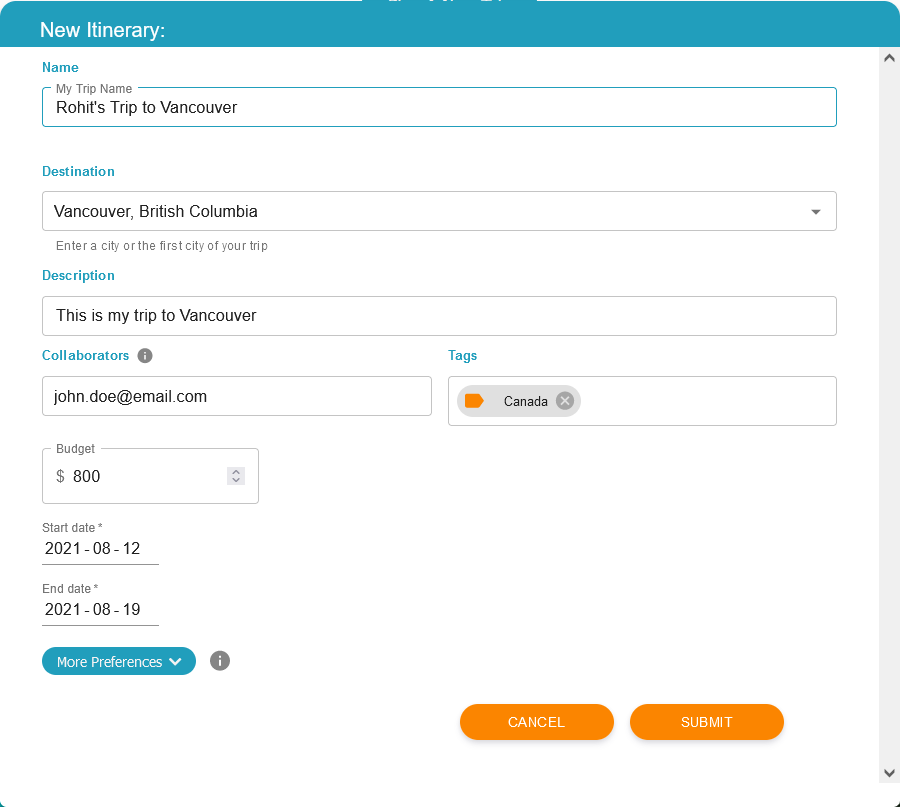 New Itinerary:
Name
My Trip Name
Rohit's Trip to Vancouver
Destination
Vancouver, British Columbia
Enter a city or the first city of your trip
Description
This is my trip to Vancouver
Collaborators
Tags
john.doe@email.com
Canada
Budget
$ 800
Start date *
2021-08-12
End date *
2021-08-19
More Preferences
CANCEL
SUBMIT